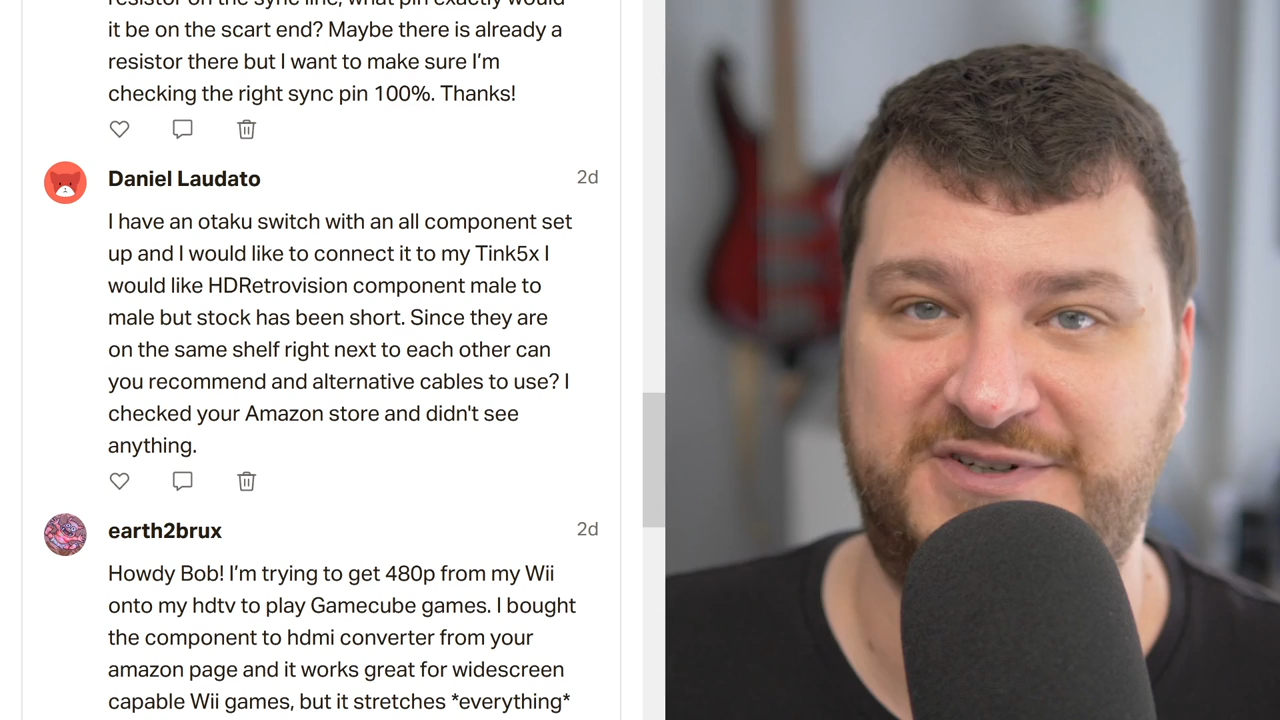 resistor on the sync line, what pin exactly would
it be on the scart end? Maybe there is already a
resistor there but I want to make sure I’m
checking the right sync pin 100%. Thanks!
Daniel Laudato
2d
I have an otaku switch with an all component set
up and I would like to connect it to my Tink5x I
would like HDRetrovision component male to
male but stock has been short. Since they are
on the same shelf right next to each other can
you recommend and alternative cables to use? I
checked your Amazon store and didn't see
anything.
earth2brux
2d
Howdy Bob! I’m trying to get 480p from my Wii
onto my hdtv to play Gamecube games. I bought
the component to hdmi converter from your
amazon page and it works great for widescreen
capable Wii games, but it stretches *everything*